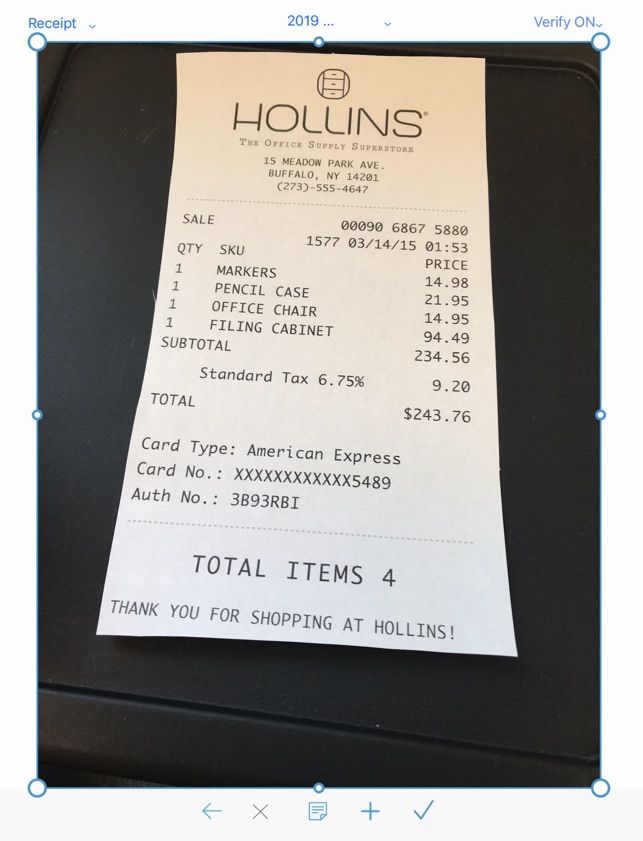 Receipt
2019 ...
Verify ON
HOLLINS®
THE OFFICE SUPPLY SUPERSTORE
15 MEADOW PARK AVE.
BUFFALO, NY 14201
(273)-555-4647
SALE 00090 6867 5880
1577 03/14/15 01:53
QTY SKU PRICE
1 MARKERS 14.98
1 PENCIL CASE 21.95
1 OFFICE CHAIR 14.95
1 FILING CABINET 94.49
SUBTOTAL 234.56
Standard Tax 6.75% 9.20
TOTAL $243.76
Card Type: American Express
Card No.: XXXXXXXXXXXX5489
Auth No.: 3B93RBI
TOTAL ITEMS 4
THANK YOU FOR SHOPPING AT HOLLINS!